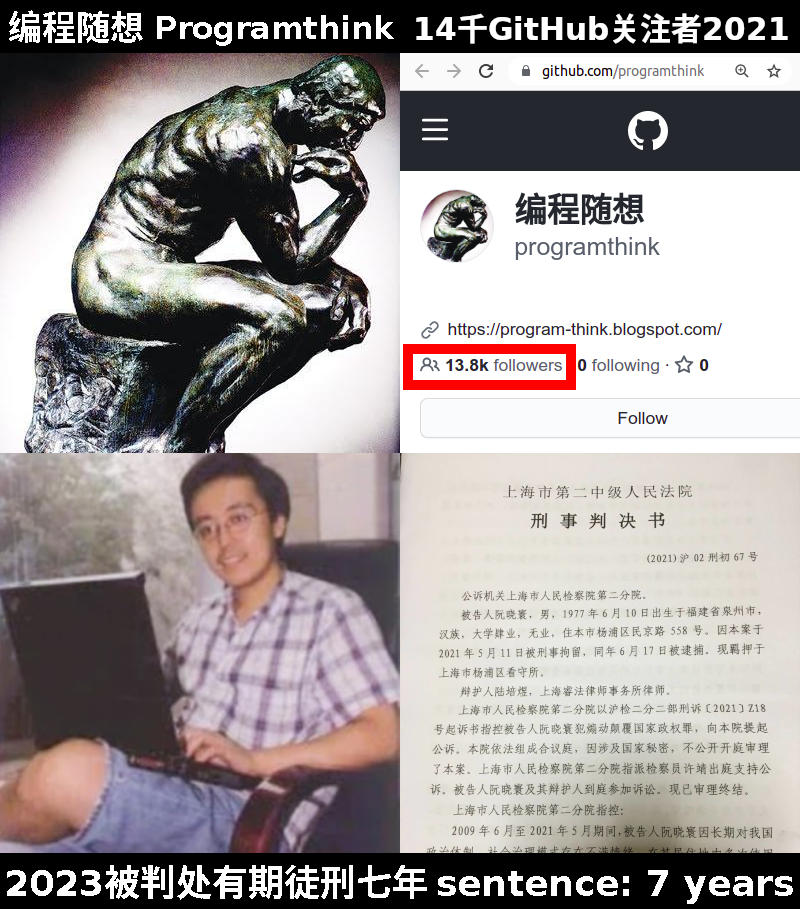 编程随想 Programthink 14千GitHub关注者2021
github.com/programthink
编程随想
programthink
https://program-think.blogspot.com/
13.8k followers 0 following · 0
Follow
上海市第二中级人民法院
刑事判决书
(2021)沪 02 刑初 67 号
公诉机关上海市人民检察院第二分院。
被告人阮晓寰，男，1977 年 6 月 10 日出生于福建省泉州市，
汉族，大学肄业，无业，住本市杨浦区民京路 558 号。因本案于
2021 年 5 月 11 日被刑事拘留，同年 6 月 17 日被逮捕。现羁押于
上海市杨浦区看守所。
辩护人陆培煜，上海睿法律师事务所律师。
上海市人民检察院第二分院以沪检二分二部刑诉〔2021〕Z18
号起诉书指控被告人阮晓寰犯煽动颠覆国家政权罪，向本院提起
公诉。本院依法组成合议庭，因涉及国家秘密，不公开开庭审理
了本案。上海市人民检察院第二分院指派检察员许靖出庭支持公
诉。被告人阮晓寰及其辩护人到庭参加诉讼。现已审理终结。
上海市人民检察院第二分院指控：
2009 年 6 月至 2021 年 5 月期间，被告人阮晓寰因长期对我国
2023被判处有期徒刑七年 sentence: 7 years